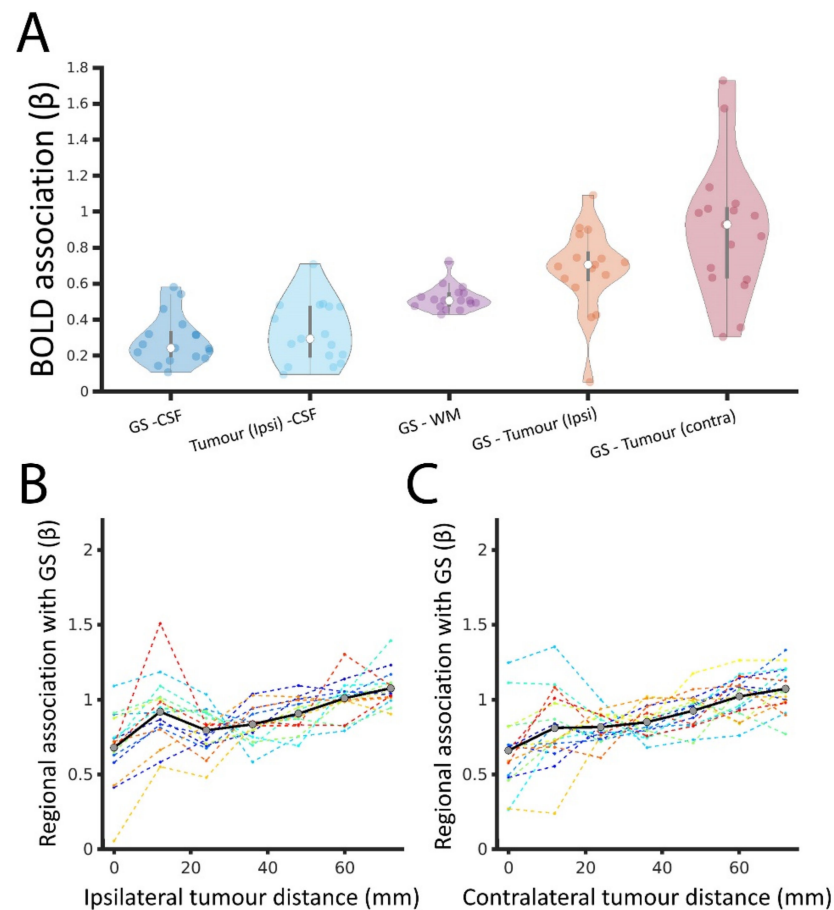 A
BOLD association (β)
1.8
1.6
1.4
1.2
1
0.8
0.6
0.4
0.2
0
GS -CSF
Tumour (Ipsi) -CSF
GS - WM
GS - Tumour (Ipsi)
GS - Tumour (contra)
B
Regional association with GS (β)
2
1.5
1
0.5
0
0 20 40 60
Ipsilateral tumour distance (mm)
C
Regional association with GS (β)
2
1.5
1
0.5
0
0 20 40 60
Contralateral tumour distance (mm)